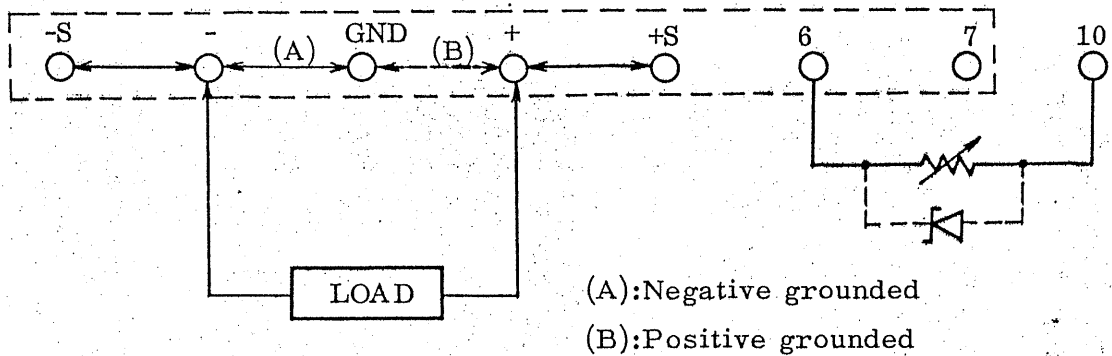 -S - (A) GND (B) + +S 6 7 10
LOAD
(A):Negative grounded
(B):Positive grounded